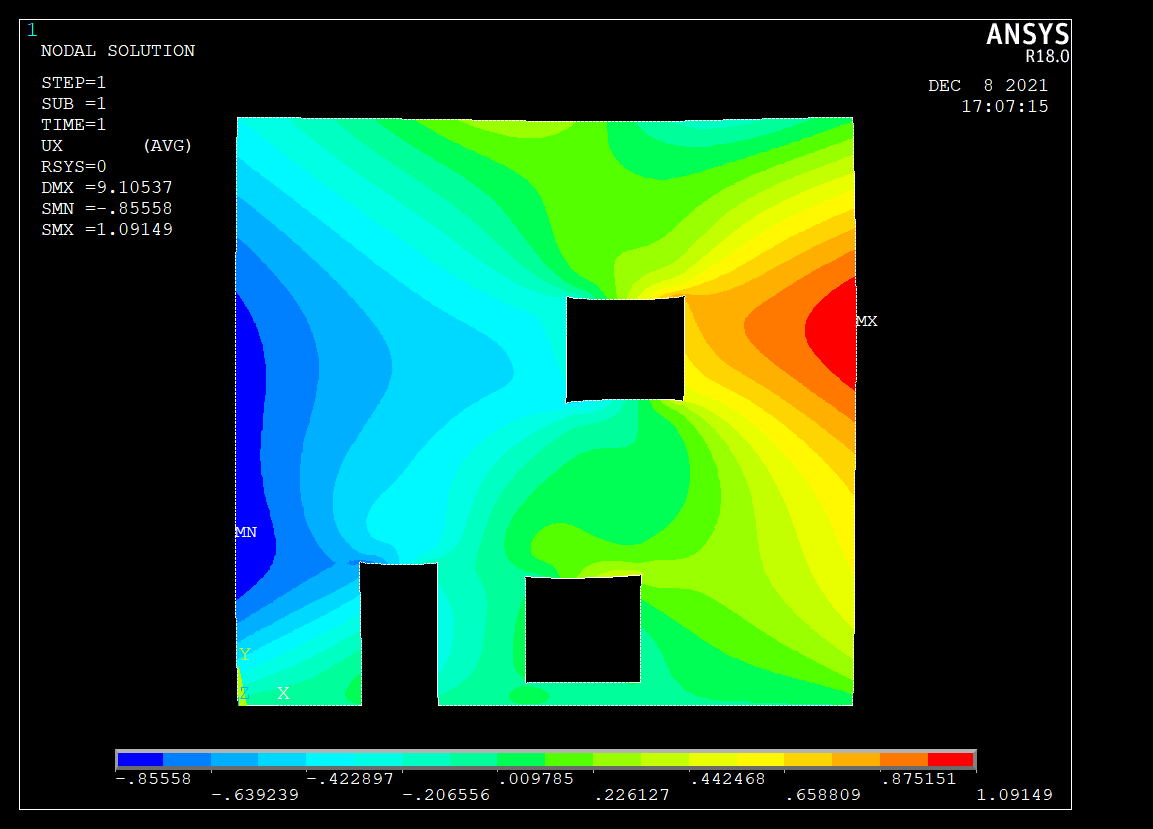 1
ANSYS
R18.0
NODAL SOLUTION
DEC  8 2021
17:07:15
STEP=1
SUB =1
TIME=1
UX       (AVG)
RSYS=0
DMX =9.10537
SMN =-.85558
SMX =1.09149
MX
MN
Y
Z
X
-.85558 -.422897 .009785 .442468 .875151
-.639239 -.206556 .226127 .658809 1.09149